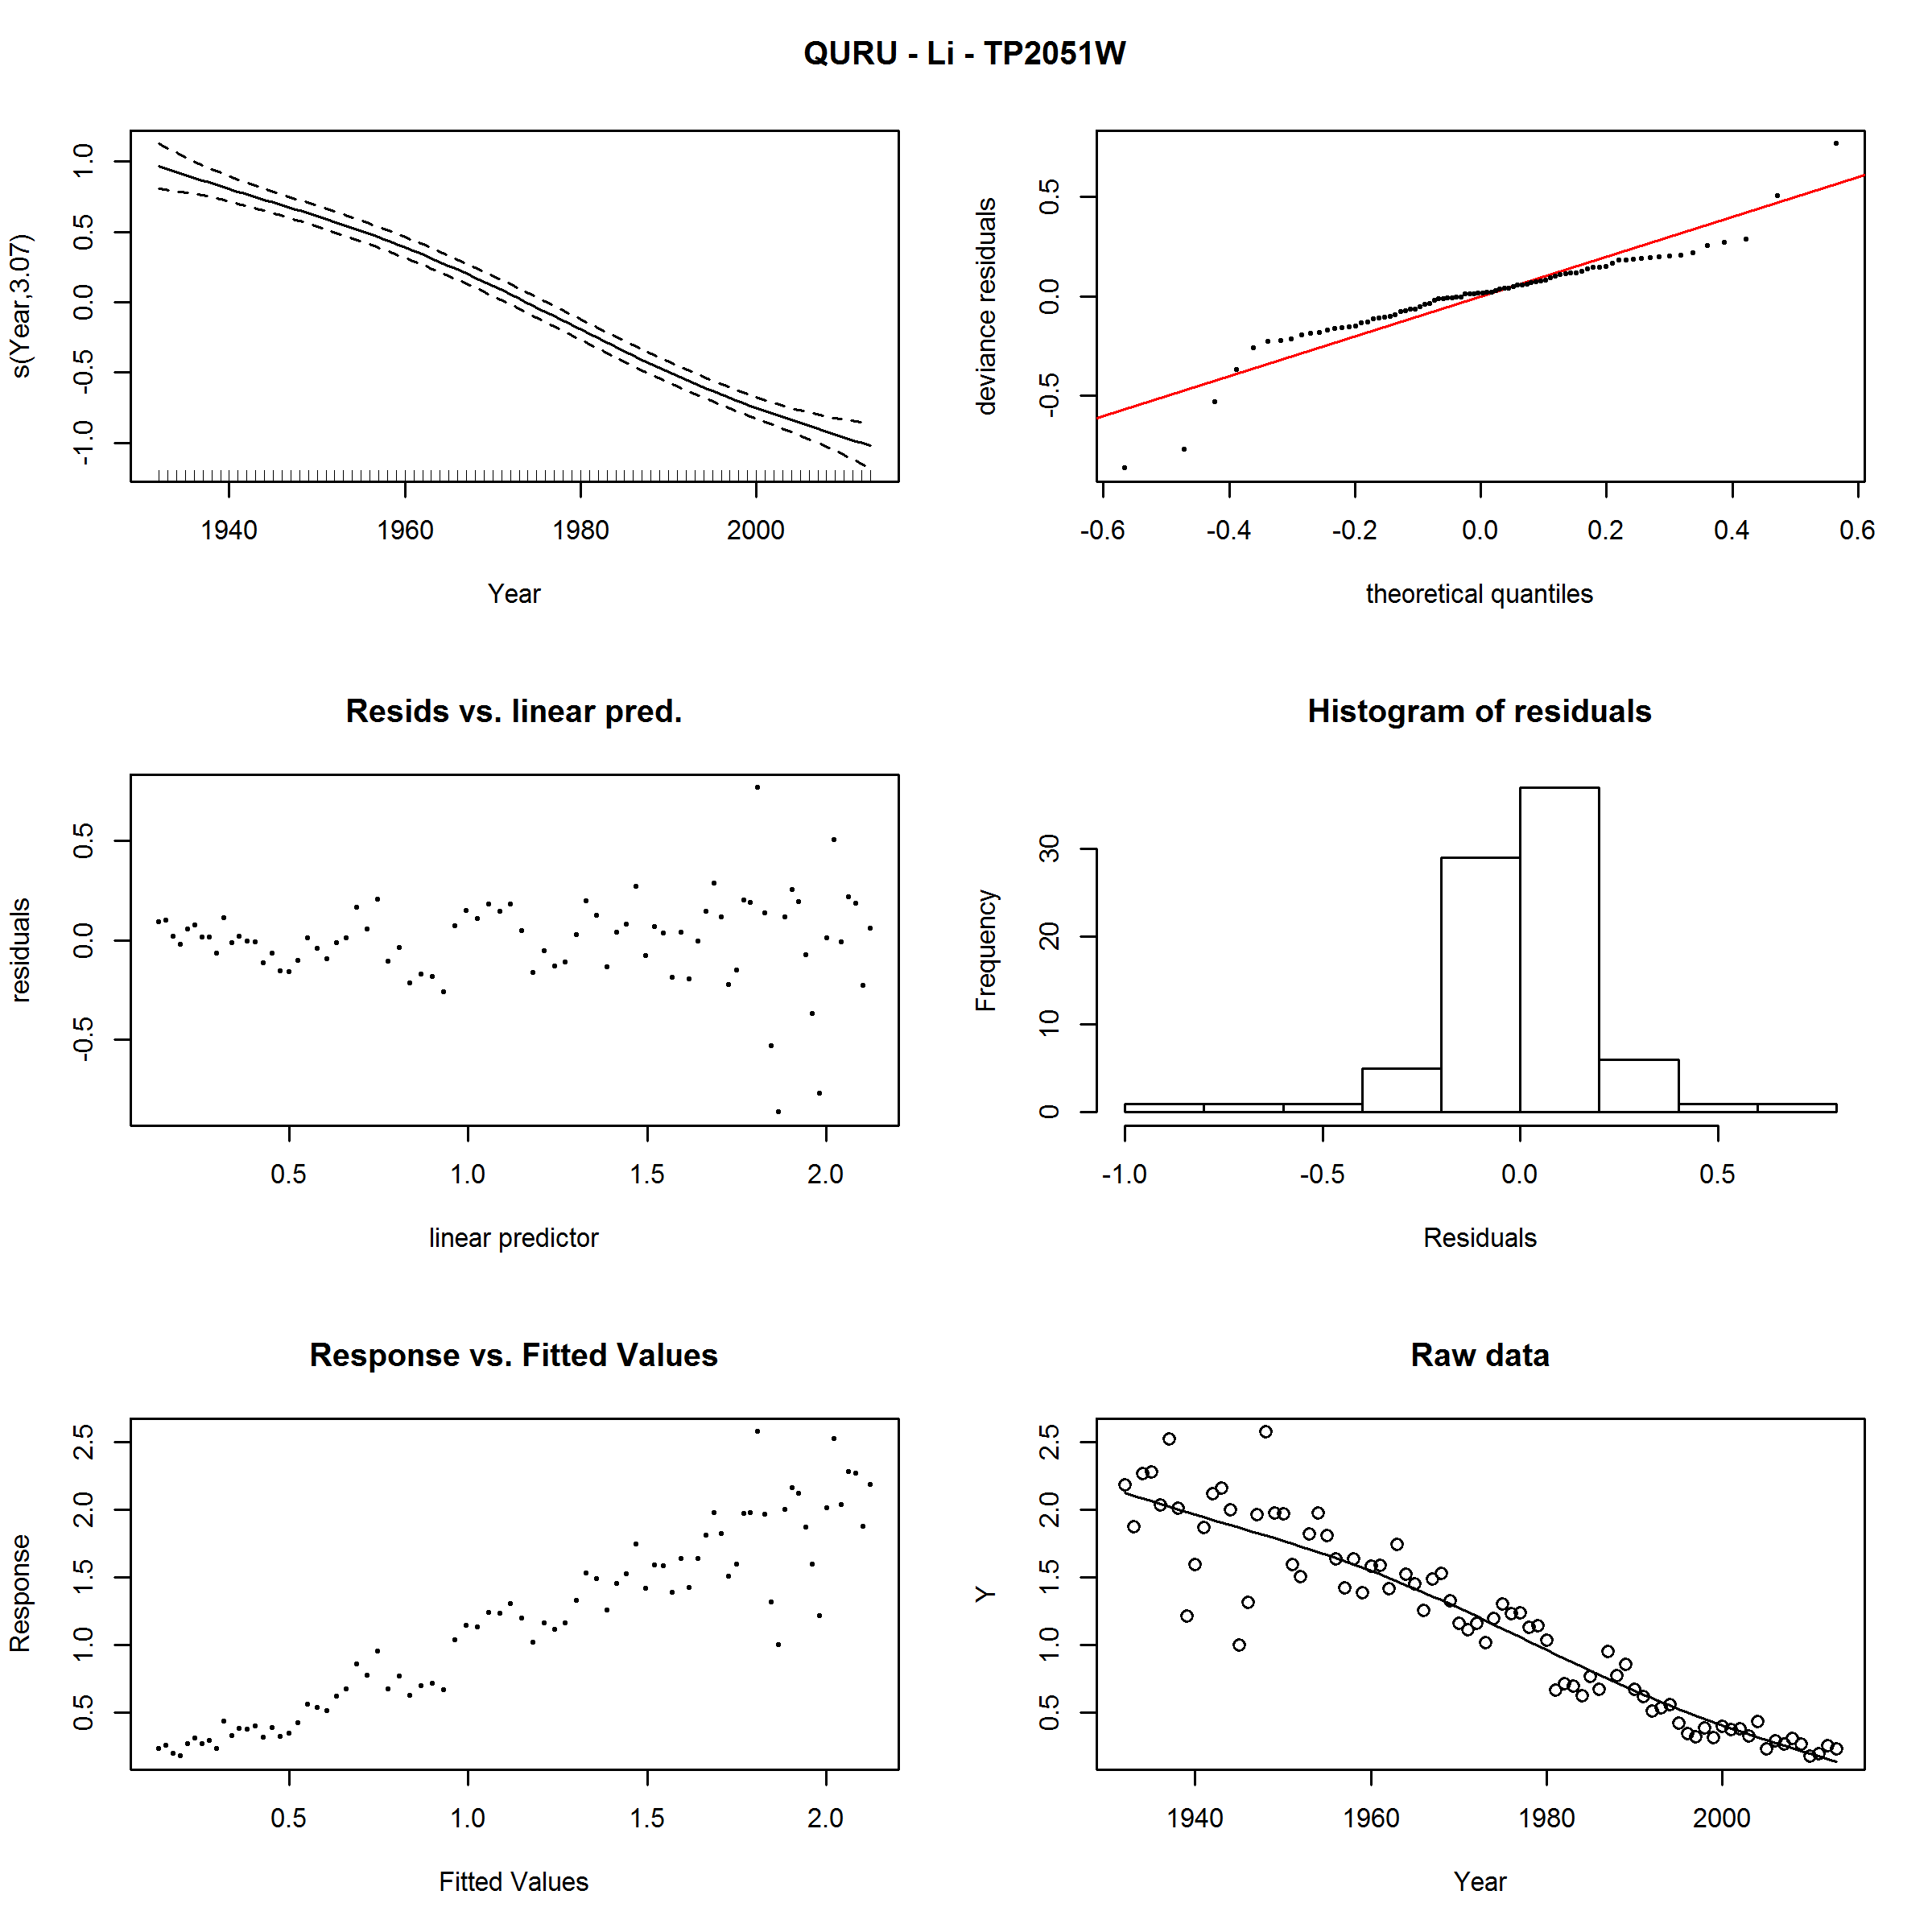 QURU - Li - TP2051W
s(Year,3.07)
1.0
0.5
0.0
-0.5
-1.0
1940 1960 1980 2000
Year
deviance residuals
0.5
0.0
-0.5
-0.6 -0.4 -0.2 0.0 0.2 0.4 0.6
theoretical quantiles
Resids vs. linear pred.
residuals
0.5
0.0
-0.5
0.5 1.0 1.5 2.0
linear predictor
Histogram of residuals
Frequency
30
20
10
0
-1.0 -0.5 0.0 0.5
Residuals
Response vs. Fitted Values
Response
2.5
2.0
1.5
1.0
0.5
0.5 1.0 1.5 2.0
Fitted Values
Raw data
Y
2.5
2.0
1.5
1.0
0.5
1940 1960 1980 2000
Year